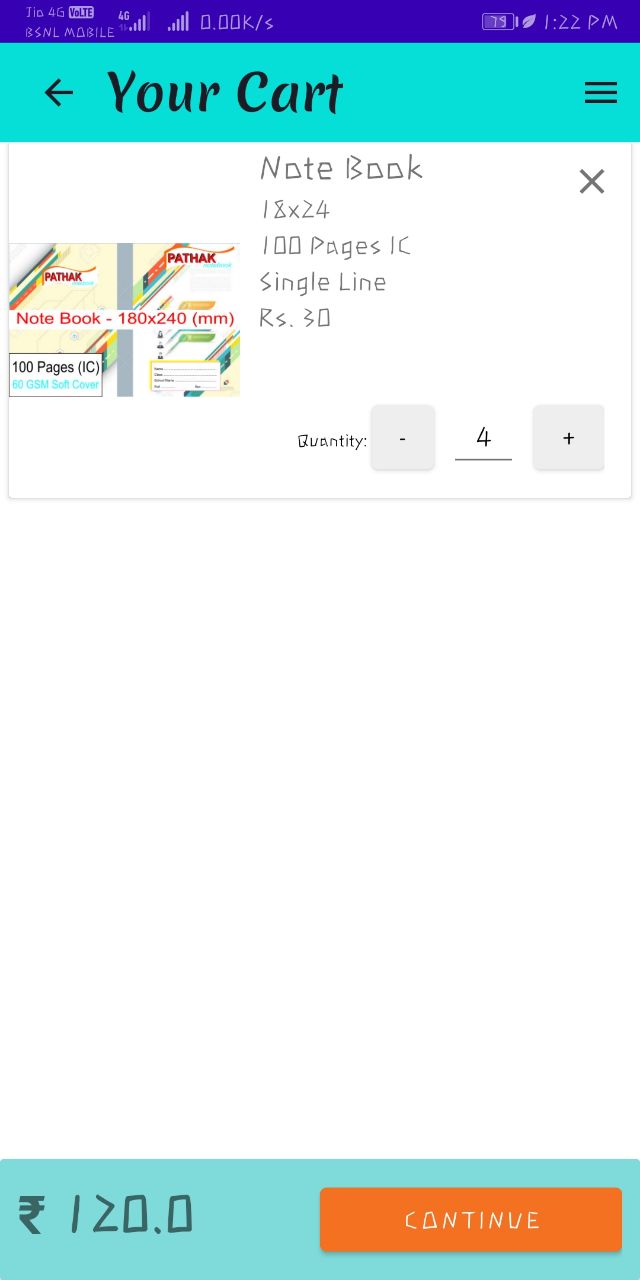 Jio 4G VoLTE
BSNL MOBILE
4G
0.00K/s
79
1:22 PM
Your Cart
Note Book
18x24
100 Pages IC
Single Line
Rs. 30
PATHAK
PATHAK
notebook
Note Book - 180x240 (mm)
100 Pages (IC)
60 GSM Soft Cover
Quantity:
-
4
+
₹ 120.0
CONTINUE